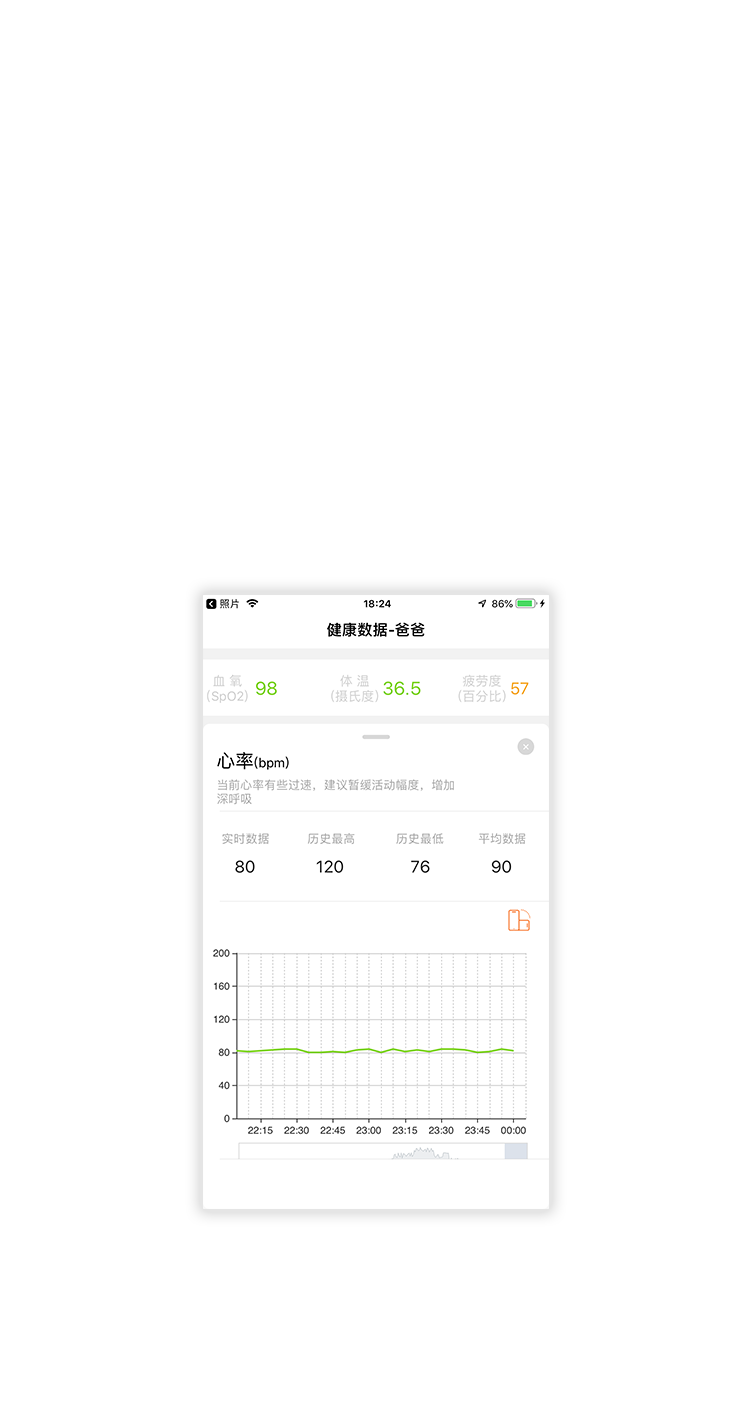 照片 18:24 86%
健康数据-爸爸
血 氧 98 体 温 36.5 疲劳度 57
(SpO2) (摄氏度) (百分比)
心率(bpm)
当前心率有些过速，建议暂缓活动幅度，增加
深呼吸
实时数据 历史最高 历史最低 平均数据
80 120 76 90
200
160
120
80
40
0
22:15 22:30 22:45 23:00 23:15 23:30 23:45 00:00